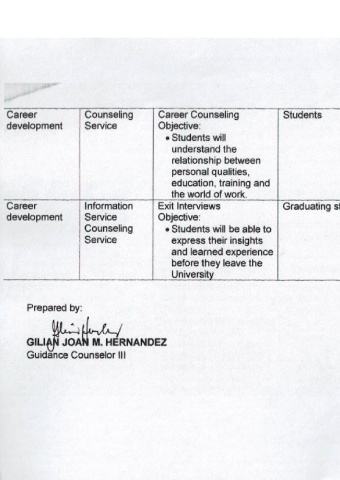 Career Counseling Career Counseling Students
development Service Objective:
• Students will
understand the
relationship between
personal qualities,
education, training and
the world of work.
Career Information Exit Interviews Graduating
development Service Objective:
Counseling • Students will be able to
Service express their insights
and learned experience
before they leave the
University
Prepared by:
GILIAN JOAN M. HERNANDEZ
Guidance Counselor III